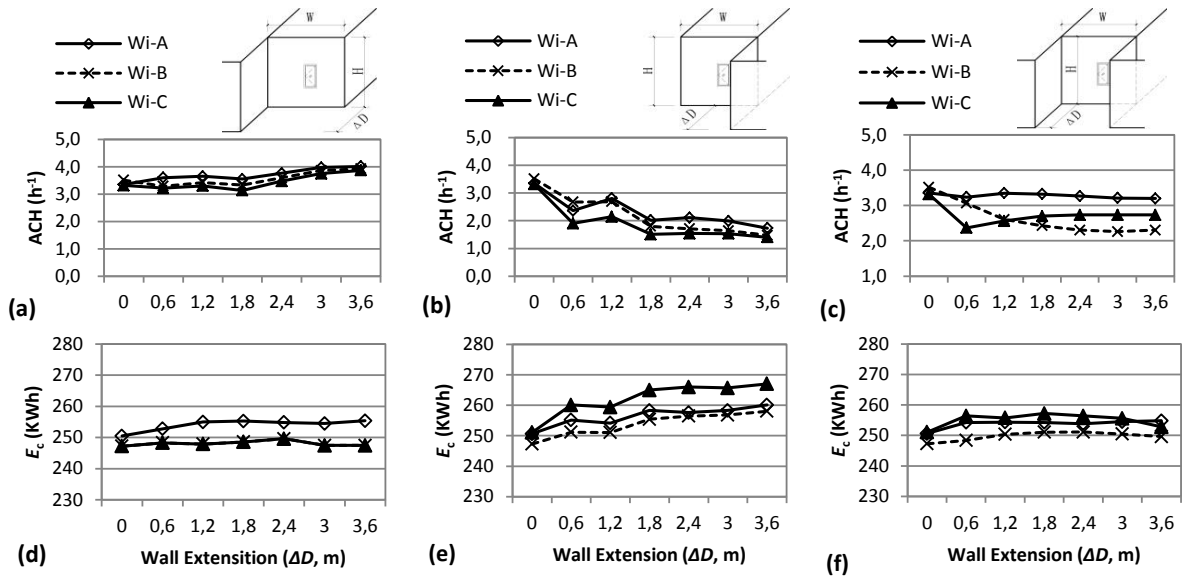 Wi-A
Wi-B
Wi-C
W
H
ΔD
Wi-A
Wi-B
Wi-C
W
H
ΔD
Wi-A
Wi-B
Wi-C
W
H
ΔD
ACH (h-1)
5,0
4,0
3,0
2,0
1,0
0,0
0 0,6 1,2 1,8 2,4 3 3,6
(a)
ACH (h-1)
5,0
4,0
3,0
2,0
1,0
0,0
0 0,6 1,2 1,8 2,4 3 3,6
(b)
ACH (h-1)
5,0
4,0
3,0
2,0
1,0
0 0,6 1,2 1,8 2,4 3 3,6
(c)
Ec (KWh)
280
270
260
250
240
230
0 0,6 1,2 1,8 2,4 3 3,6
(d) Wall Extensition (ΔD, m)
Ec (KWh)
280
270
260
250
240
230
0 0,6 1,2 1,8 2,4 3 3,6
(e) Wall Extension (ΔD, m)
Ec (KWh)
280
270
260
250
240
230
0 0,6 1,2 1,8 2,4 3 3,6
Wall Extension (ΔD, m) (f)